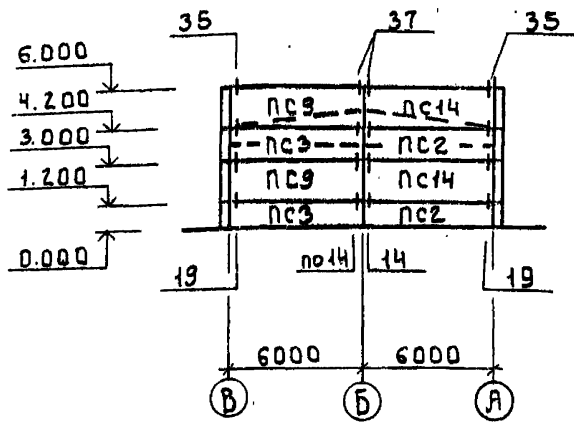 35 37 35
6.000
4.200
3.000
1.200
0.000
ПС9 ПС14
ПС3 ПС2
ПС9 ПС14
ПС3 ПС2
19 по14 14 19
6000 6000
В Б А